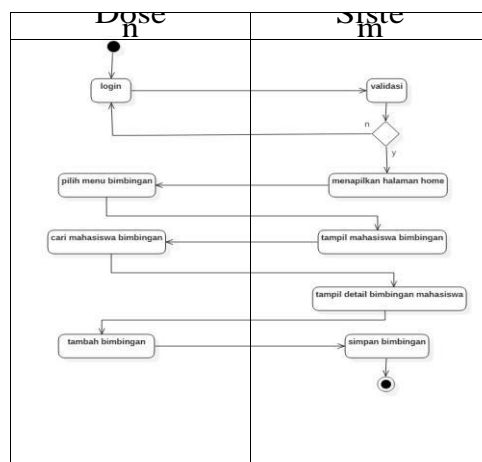 Dose
n
Siste
m
login
validasi
n
y
menapilkan halaman home
pilih menu bimbingan
tampil mahasiswa bimbingan
cari mahasiswa bimbingan
tampil detail bimbingan mahasiswa
tambah bimbingan
simpan bimbingan